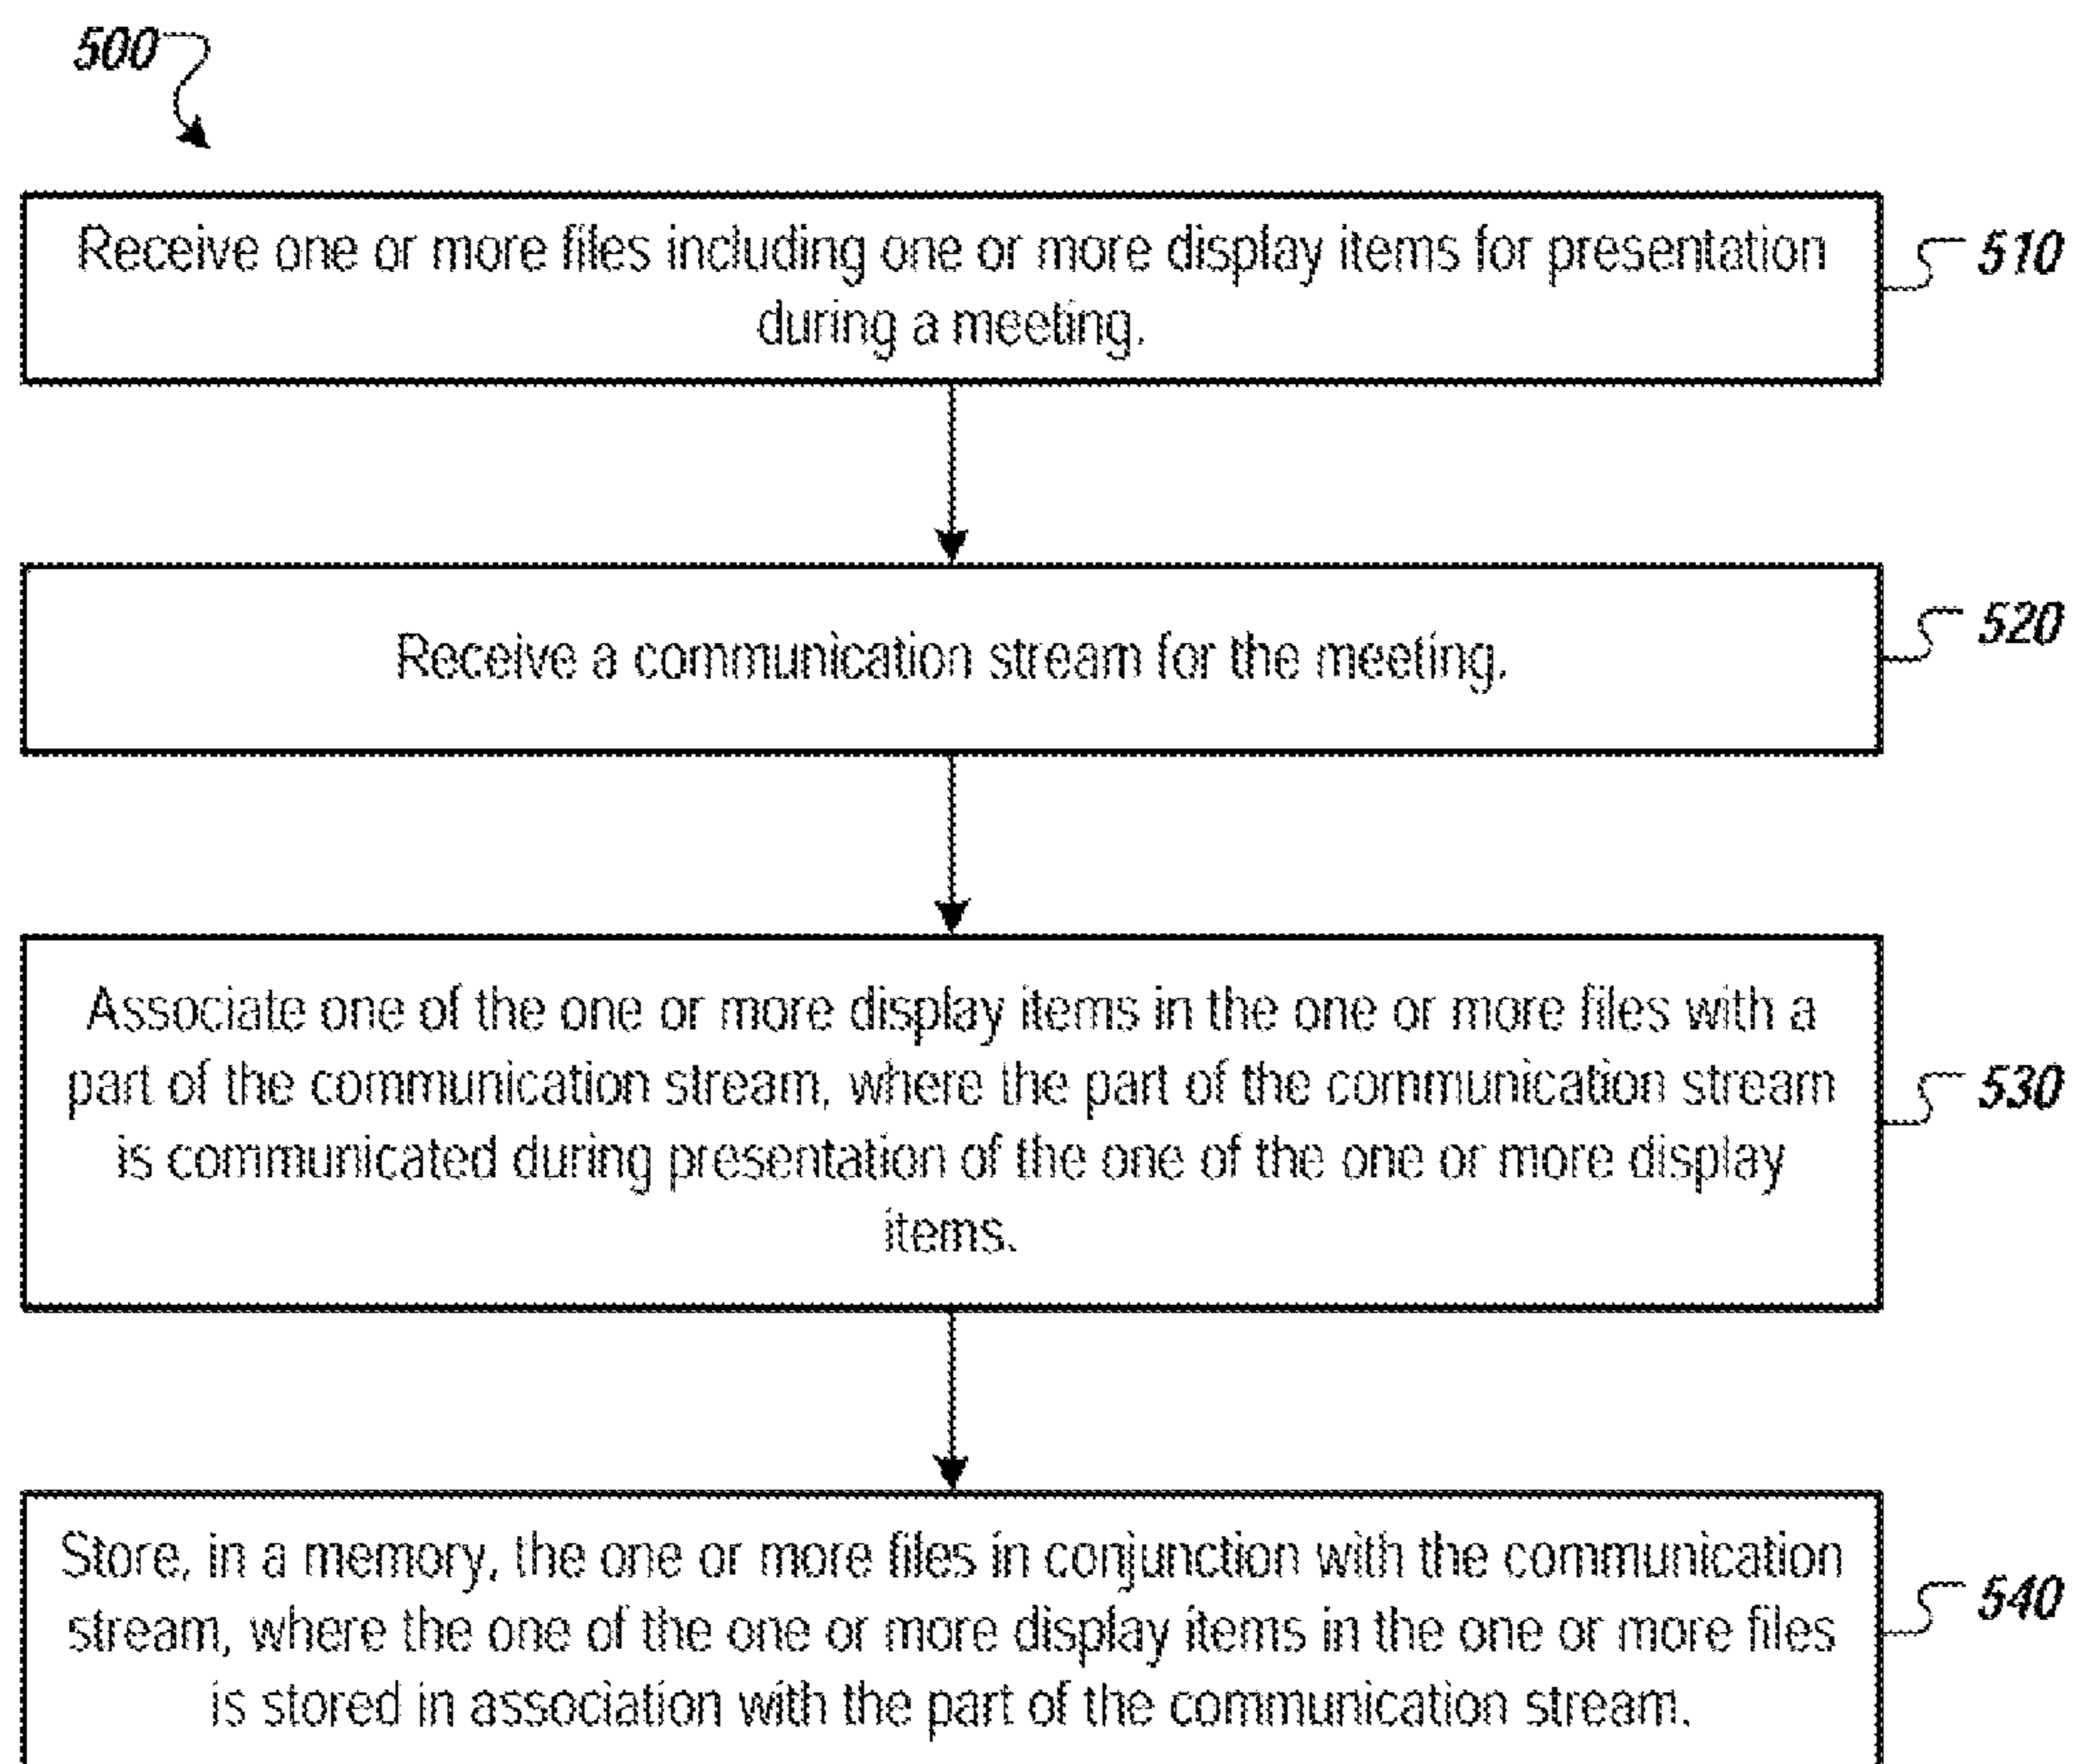 500
Receive one or more files including one or more display items for presentation
during a meeting.
510
Receive a communication stream for the meeting.
520
Associate one of the one or more display items in the one or more files with a
part of the communication stream, where the part of the communication stream
is communicated during presentation of the one of the one or more display
items.
530
Store, in a memory, the one or more files in conjunction with the communication
stream, where the one of the one or more display items in the one or more files
is stored in association with the part of the communication stream.
540